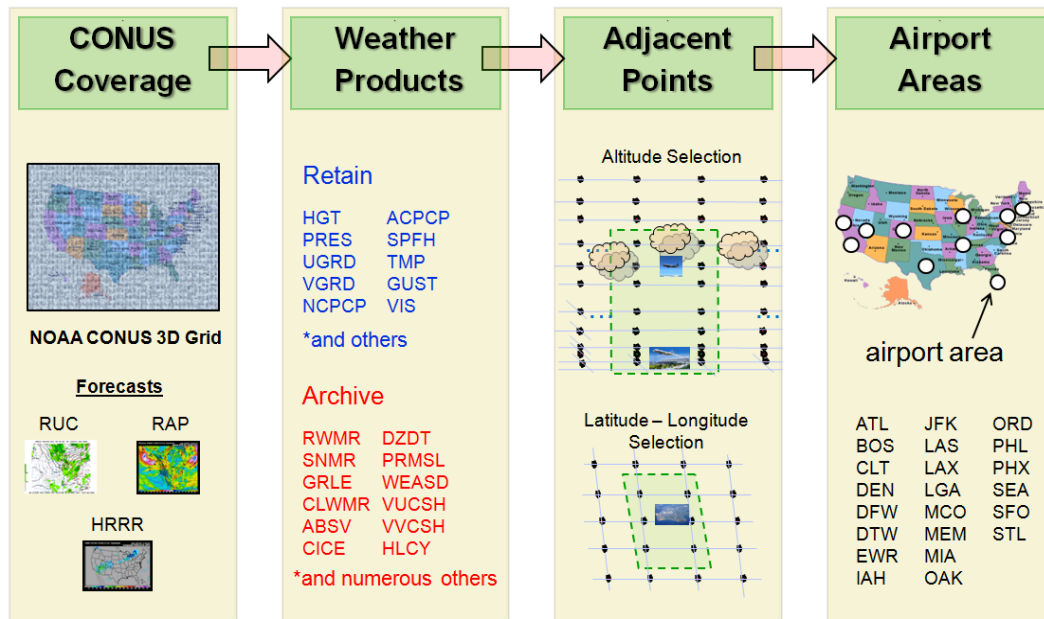 CONUS
Coverage
Weather
Products
Adjacent
Points
Airport
Areas
NOAA CONUS 3D Grid
Forecasts
RUC
RAP
HRRR
Retain
HGT ACPCP
PRES SPFH
UGRD TMP
VGRD GUST
NCPCP VIS
*and others
Archive
RWMR DZDT
SNMR PRMSL
GRLE WEASD
CLWMR VUCSH
ABSV VVCSH
CICE HLCY
*and numerous others
Altitude Selection
Latitude – Longitude
Selection
airport area
ATL JFK ORD
BOS LAS PHL
CLT LAX PHX
DEN LGA SEA
DFW MCO SFO
DTW MEM STL
EWR MIA
IAH OAK